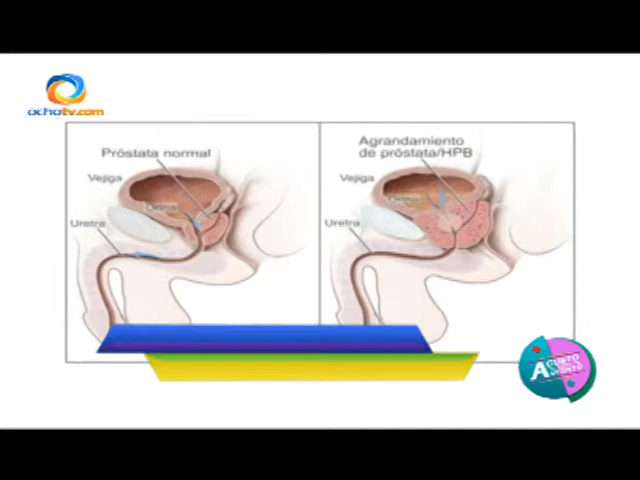 ochotv.com
Próstata normal
Vejiga
Orina
Uretra
Agrandamiento
de próstata/HPB
Vejiga
Orina
Uretra